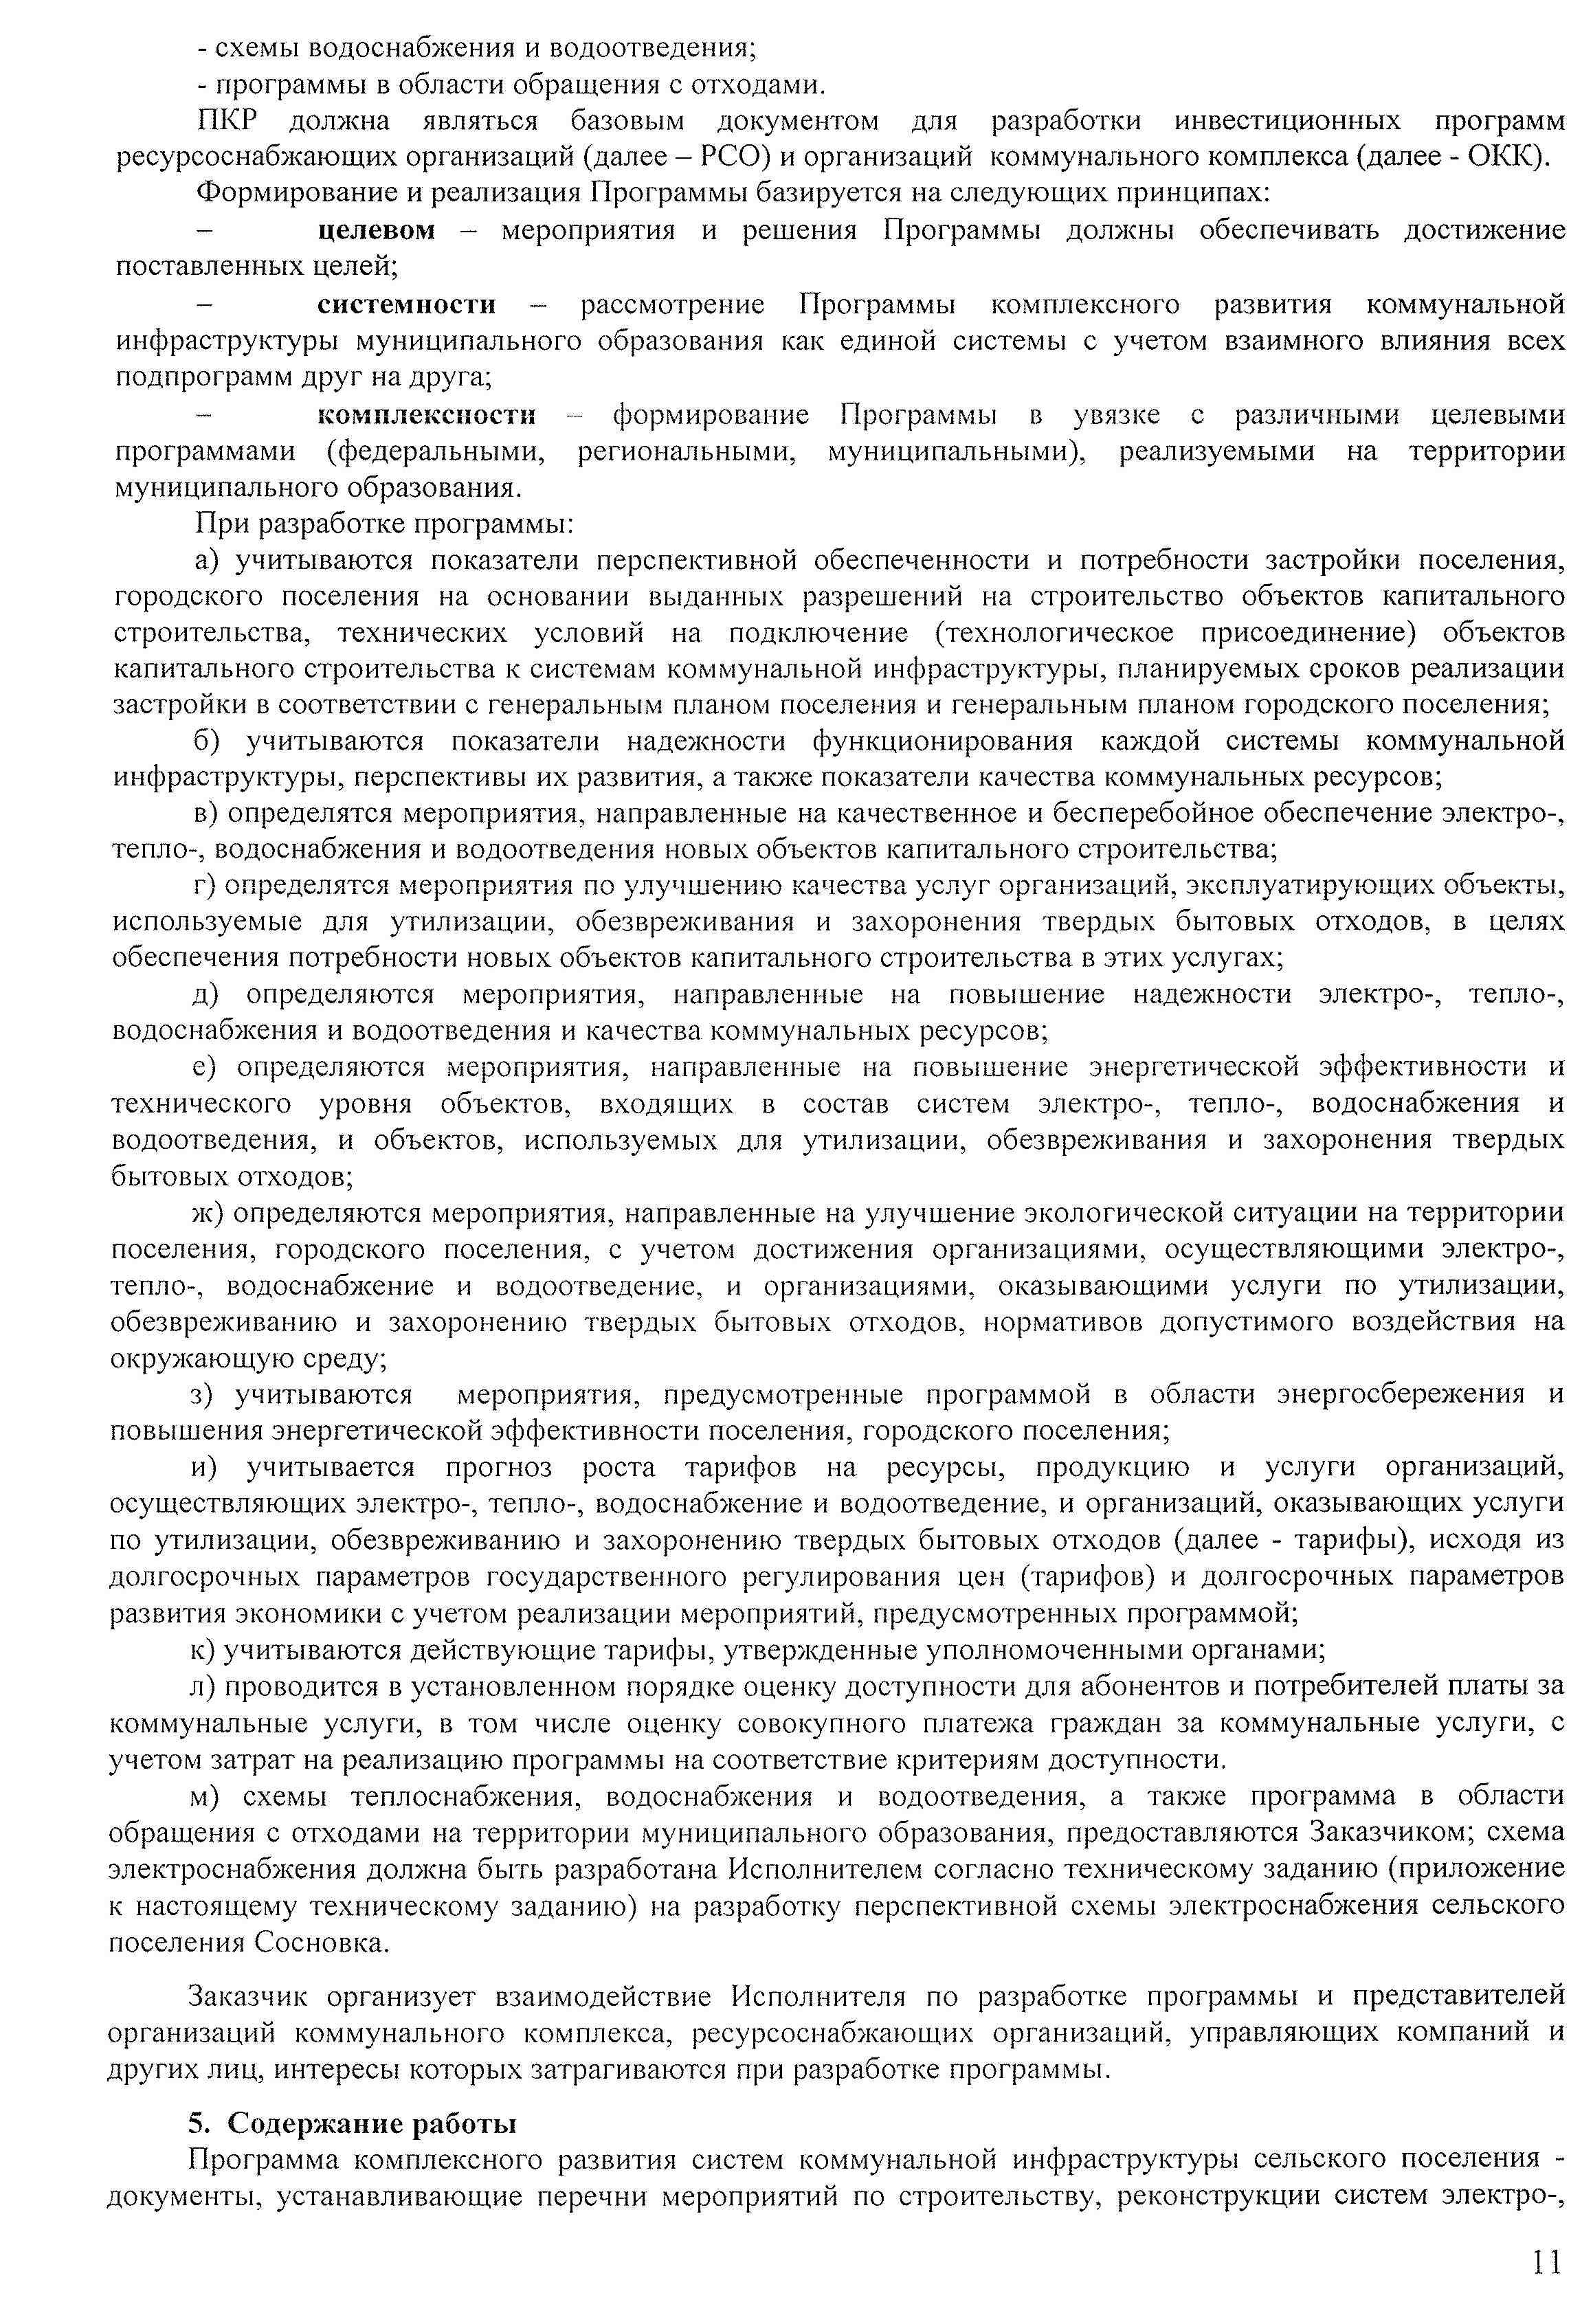 - схемы водоснабжения и водоотведения;
- программы в области обращения с отходами.
ПКР должна являться базовым документом для разработки инвестиционных программ
ресурсоснабжающих организаций (далее – РСО) и организаций коммунального комплекса (далее - ОКК).
Формирование и реализация Программы базируется на следующих принципах:
– целевом – мероприятия и решения Программы должны обеспечивать достижение
поставленных целей;
– системности – рассмотрение Программы комплексного развития коммунальной
инфраструктуры муниципального образования как единой системы с учетом взаимного влияния всех
подпрограмм друг на друга;
– комплексности – формирование Программы в увязке с различными целевыми
программами (федеральными, региональными, муниципальными), реализуемыми на территории
муниципального образования.
При разработке программы:
а) учитываются показатели перспективной обеспеченности и потребности застройки поселения,
городского поселения на основании выданных разрешений на строительство объектов капитального
строительства, технических условий на подключение (технологическое присоединение) объектов
капитального строительства к системам коммунальной инфраструктуры, планируемых сроков реализации
застройки в соответствии с генеральным планом поселения и генеральным планом городского поселения;
б) учитываются показатели надежности функционирования каждой системы коммунальной
инфраструктуры, перспективы их развития, а также показатели качества коммунальных ресурсов;
в) определятся мероприятия, направленные на качественное и бесперебойное обеспечение электро-,
тепло-, водоснабжения и водоотведения новых объектов капитального строительства;
г) определятся мероприятия по улучшению качества услуг организаций, эксплуатирующих объекты,
используемые для утилизации, обезвреживания и захоронения твердых бытовых отходов, в целях
обеспечения потребности новых объектов капитального строительства в этих услугах;
д) определяются мероприятия, направленные на повышение надежности электро-, тепло-,
водоснабжения и водоотведения и качества коммунальных ресурсов;
е) определяются мероприятия, направленные на повышение энергетической эффективности и
технического уровня объектов, входящих в состав систем электро-, тепло-, водоснабжения и
водоотведения, и объектов, используемых для утилизации, обезвреживания и захоронения твердых
бытовых отходов;
ж) определяются мероприятия, направленные на улучшение экологической ситуации на территории
поселения, городского поселения, с учетом достижения организациями, осуществляющими электро-,
тепло-, водоснабжение и водоотведение, и организациями, оказывающими услуги по утилизации,
обезвреживанию и захоронению твердых бытовых отходов, нормативов допустимого воздействия на
окружающую среду;
з) учитываются мероприятия, предусмотренные программой в области энергосбережения и
повышения энергетической эффективности поселения, городского поселения;
и) учитывается прогноз роста тарифов на ресурсы, продукцию и услуги организаций,
осуществляющих электро-, тепло-, водоснабжение и водоотведение, и организаций, оказывающих услуги
по утилизации, обезвреживанию и захоронению твердых бытовых отходов (далее - тарифы), исходя из
долгосрочных параметров государственного регулирования цен (тарифов) и долгосрочных параметров
развития экономики с учетом реализации мероприятий, предусмотренных программой;
к) учитываются действующие тарифы, утвержденные уполномоченными органами;
л) проводится в установленном порядке оценку доступности для абонентов и потребителей платы за
коммунальные услуги, в том числе оценку совокупного платежа граждан за коммунальные услуги, с
учетом затрат на реализацию программы на соответствие критериям доступности.
м) схемы теплоснабжения, водоснабжения и водоотведения, а также программа в области
обращения с отходами на территории муниципального образования, предоставляются Заказчиком; схема
электроснабжения должна быть разработана Исполнителем согласно техническому заданию (приложение
к настоящему техническому заданию) на разработку перспективной схемы электроснабжения сельского
поселения Сосновка.
Заказчик организует взаимодействие Исполнителя по разработке программы и представителей
организаций коммунального комплекса, ресурсоснабжающих организаций, управляющих компаний и
других лиц, интересы которых затрагиваются при разработке программы.
5. Содержание работы
Программа комплексного развития систем коммунальной инфраструктуры сельского поселения -
документы, устанавливающие перечни мероприятий по строительству, реконструкции систем электро-,
11